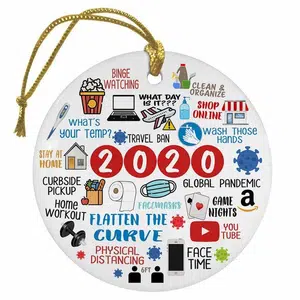 BINGE
WATCHING
CLEAN &
ORGANIZE
WHAT DAY
IS IT???
SHOP
ONLINE
WHAT'S
YOUR TEMP?
TRAVEL BAN
WASH THOSE
HANDS
STAY AT
HOME
2020
CURBSIDE
PICKUP
FACEMASKS
GLOBAL PANDEMIC
HOME
WORKOUT
GAME
NIGHTS
a
FLATTEN THE
CURVE
YOU
TUBE
PHYSICAL
DISTANCING
6FT
FACE
TIME